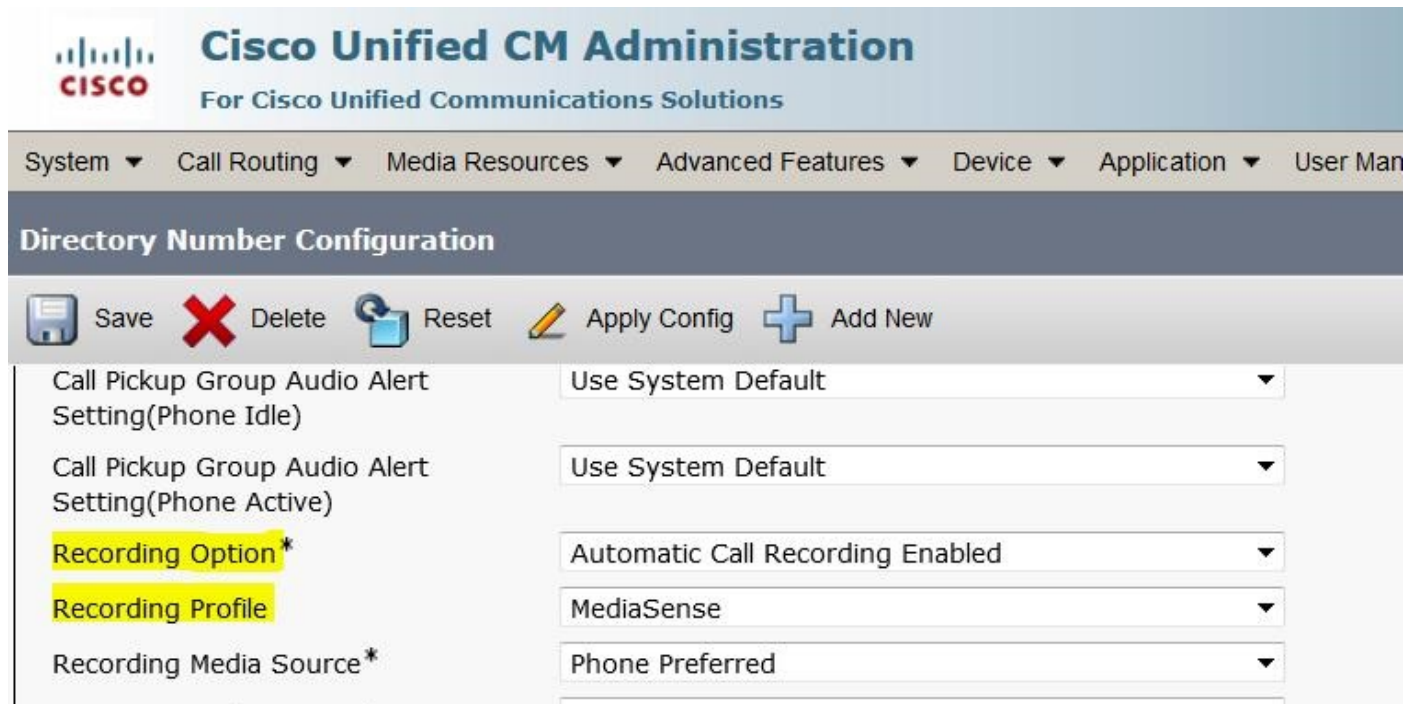 CISCO
Cisco Unified CM Administration
For Cisco Unified Communications Solutions
System Call Routing Media Resources Advanced Features Device Application User Man
Directory Number Configuration
Save Delete Reset Apply Config Add New
Call Pickup Group Audio Alert Setting(Phone Idle) Use System Default
Call Pickup Group Audio Alert Setting(Phone Active) Use System Default
Recording Option* Automatic Call Recording Enabled
Recording Profile MediaSense
Recording Media Source* Phone Preferred